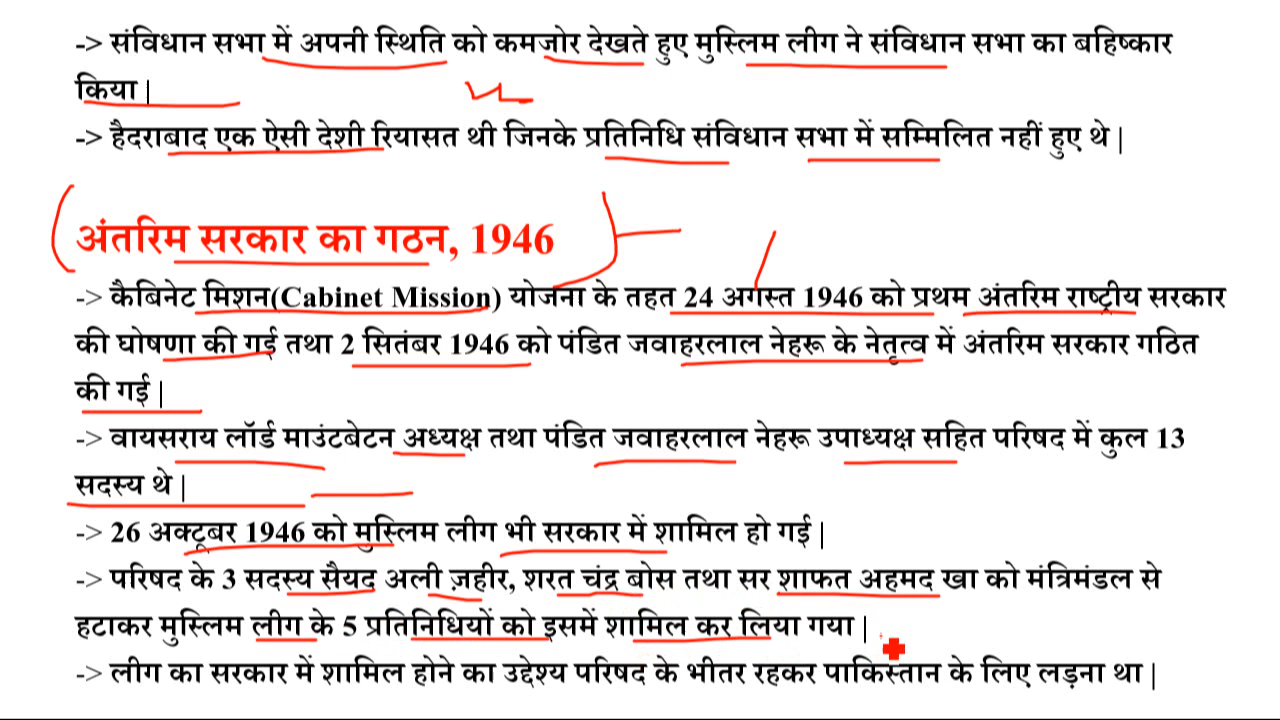 -> संविधान सभा में अपनी स्थिति को कमजोर देखते हुए मुस्लिम लीग ने संविधान सभा का बहिष्कार
किया |
-> हैदराबाद एक ऐसी देशी रियासत थी जिनके प्रतिनिधि संविधान सभा में सम्मिलित नहीं हुए थे |
अंतरिम सरकार का गठन, 1946
-> कैबिनेट मिशन(Cabinet Mission) योजना के तहत 24 अगस्त 1946 को प्रथम अंतरिम राष्ट्रीय सरकार
की घोषणा की गई तथा 2 सितंबर 1946 को पंडित जवाहरलाल नेहरू के नेतृत्व में अंतरिम सरकार गठित
की गई |
-> वायसराय लॉर्ड माउंटबेटन अध्यक्ष तथा पंडित जवाहरलाल नेहरू उपाध्यक्ष सहित परिषद में कुल 13
सदस्य थे |
-> 26 अक्टूबर 1946 को मुस्लिम लीग भी सरकार में शामिल हो गई |
-> परिषद के 3 सदस्य सैयद अली ज़हीर, शरत चंद्र बोस तथा सर शाफत अहमद खा को मंत्रिमंडल से
हटाकर मुस्लिम लीग के 5 प्रतिनिधियों को इसमें शामिल कर लिया गया |
-> लीग का सरकार में शामिल होने का उद्देश्य परिषद के भीतर रहकर पाकिस्तान के लिए लड़ना था |